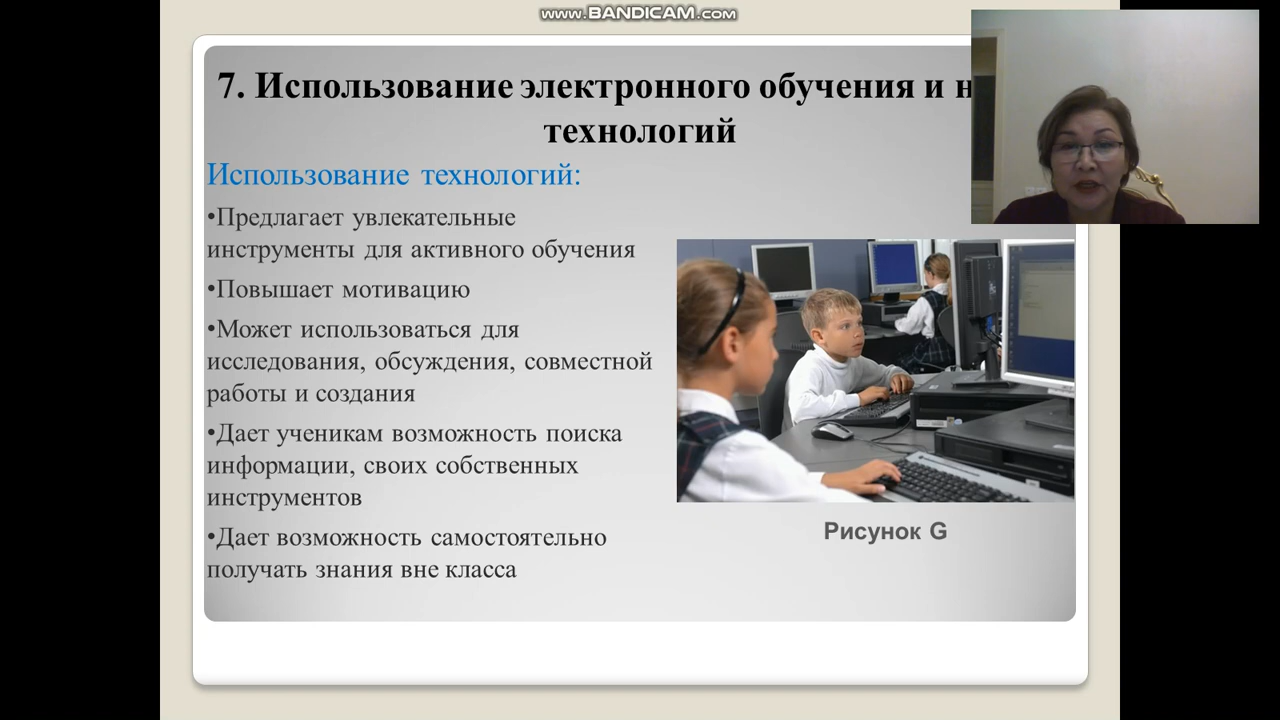 www.BANDICAM.com
7. Использование электронного обучения и
технологий
Использование технологий:
•Предлагает увлекательные
инструменты для активного обучения
•Повышает мотивацию
•Может использоваться для
исследования, обсуждения, совместной
работы и создания
•Дает ученикам возможность поиска
информации, своих собственных
инструментов
•Дает возможность самостоятельно
получать знания вне класса
Рисунок G